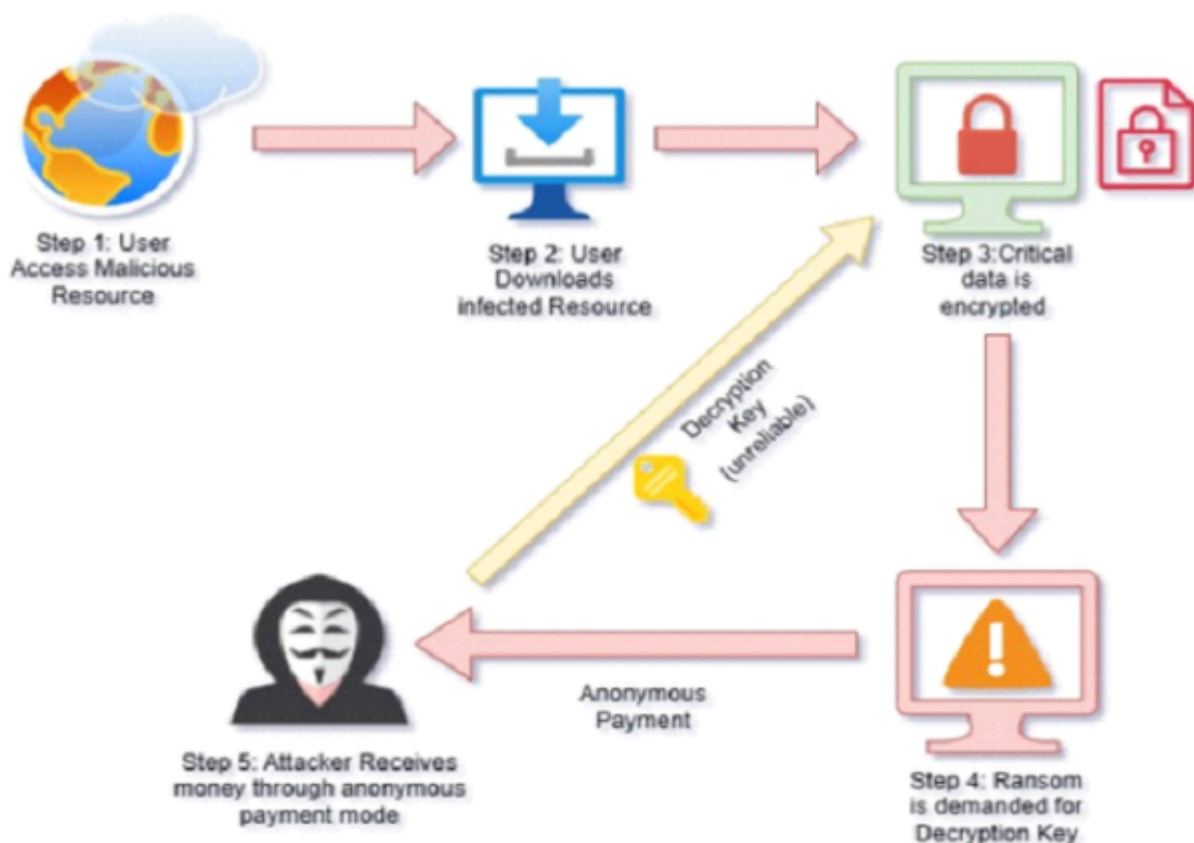 Step 1: User
Access Malicious
Resource
Step 2: User
Downloads
infected Resource
Step 3:Critical
data is
encrypted
Decryption
Key
(unreliable)
Anonymous
Payment
Step 5: Attacker Receives
money through anonymous
payment mode
Step 4: Ransom
is demanded for
Decryption Key